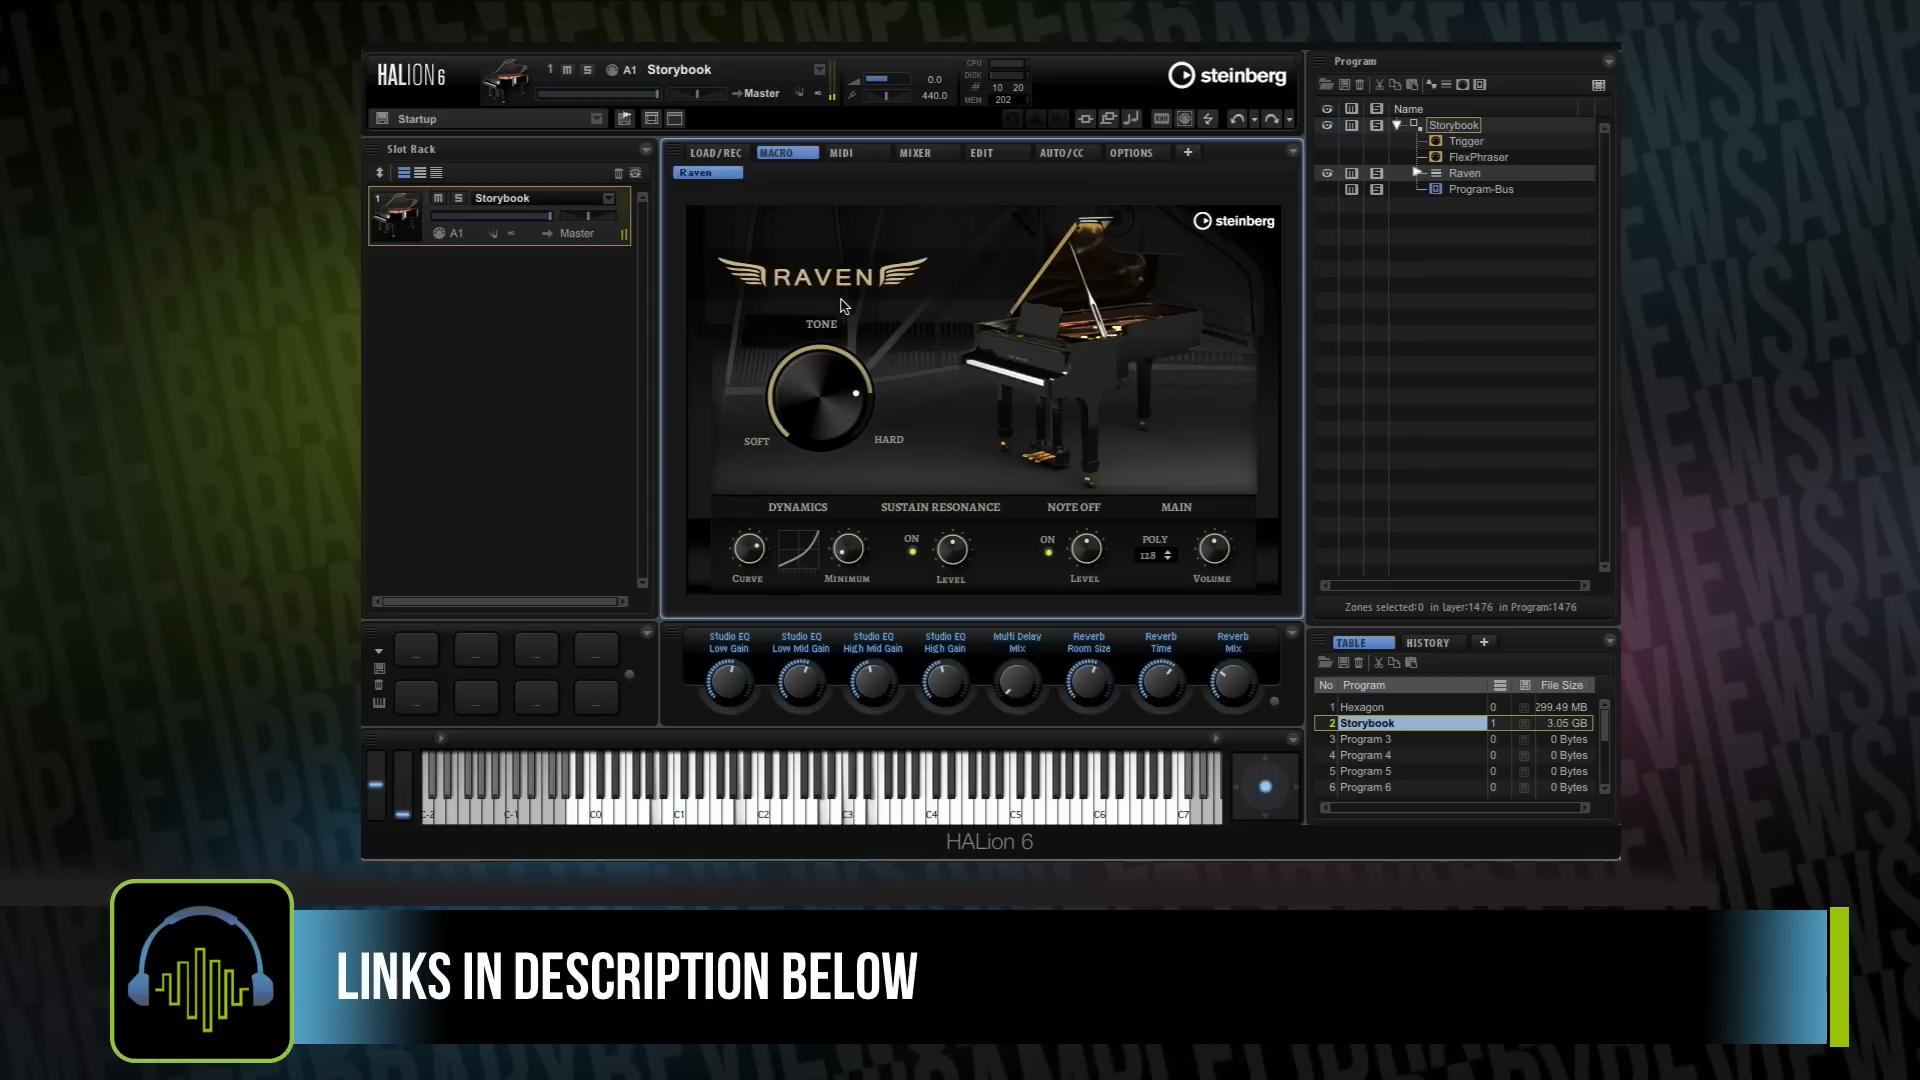 HALION 6
1 A1 Storybook
Master
0.0
440.0
CPU
DISK
# 10 20
MEM 202
steinberg
Startup
Slot Rack
1 Storybook
A1 Master
LOAD/REC MACRO MIDI MIXER EDIT AUTO/CC OPTIONS +
Raven
steinberg
RAVEN
TONE
SOFT HARD
DYNAMICS SUSTAIN RESONANCE NOTE OFF MAIN
ON ON POLY
128
CURVE MINIMUM LEVEL LEVEL VOLUME
Studio EQ Studio EQ Studio EQ Studio EQ Multi Delay Reverb Reverb Reverb
Low Gain Low Mid Gain High Mid Gain High Gain Mix Room Size Time Mix
... ... ... ...
... ... ... ...
C-2 C-1 C0 C1 C2 C3 C4 C5 C6 C7
HALion 6
Program
Name
Storybook
Trigger
FlexPhraser
Raven
Program-Bus
Zones selected:0 in Layer:1476 in Program:1476
TABLE HISTORY +
No Program File Size
1 Hexagon 0 299.49 MB
2 Storybook 1 3.05 GB
3 Program 3 0 0 Bytes
4 Program 4 0 0 Bytes
5 Program 5 0 0 Bytes
6 Program 6 0 0 Bytes
LINKS IN DESCRIPTION BELOW